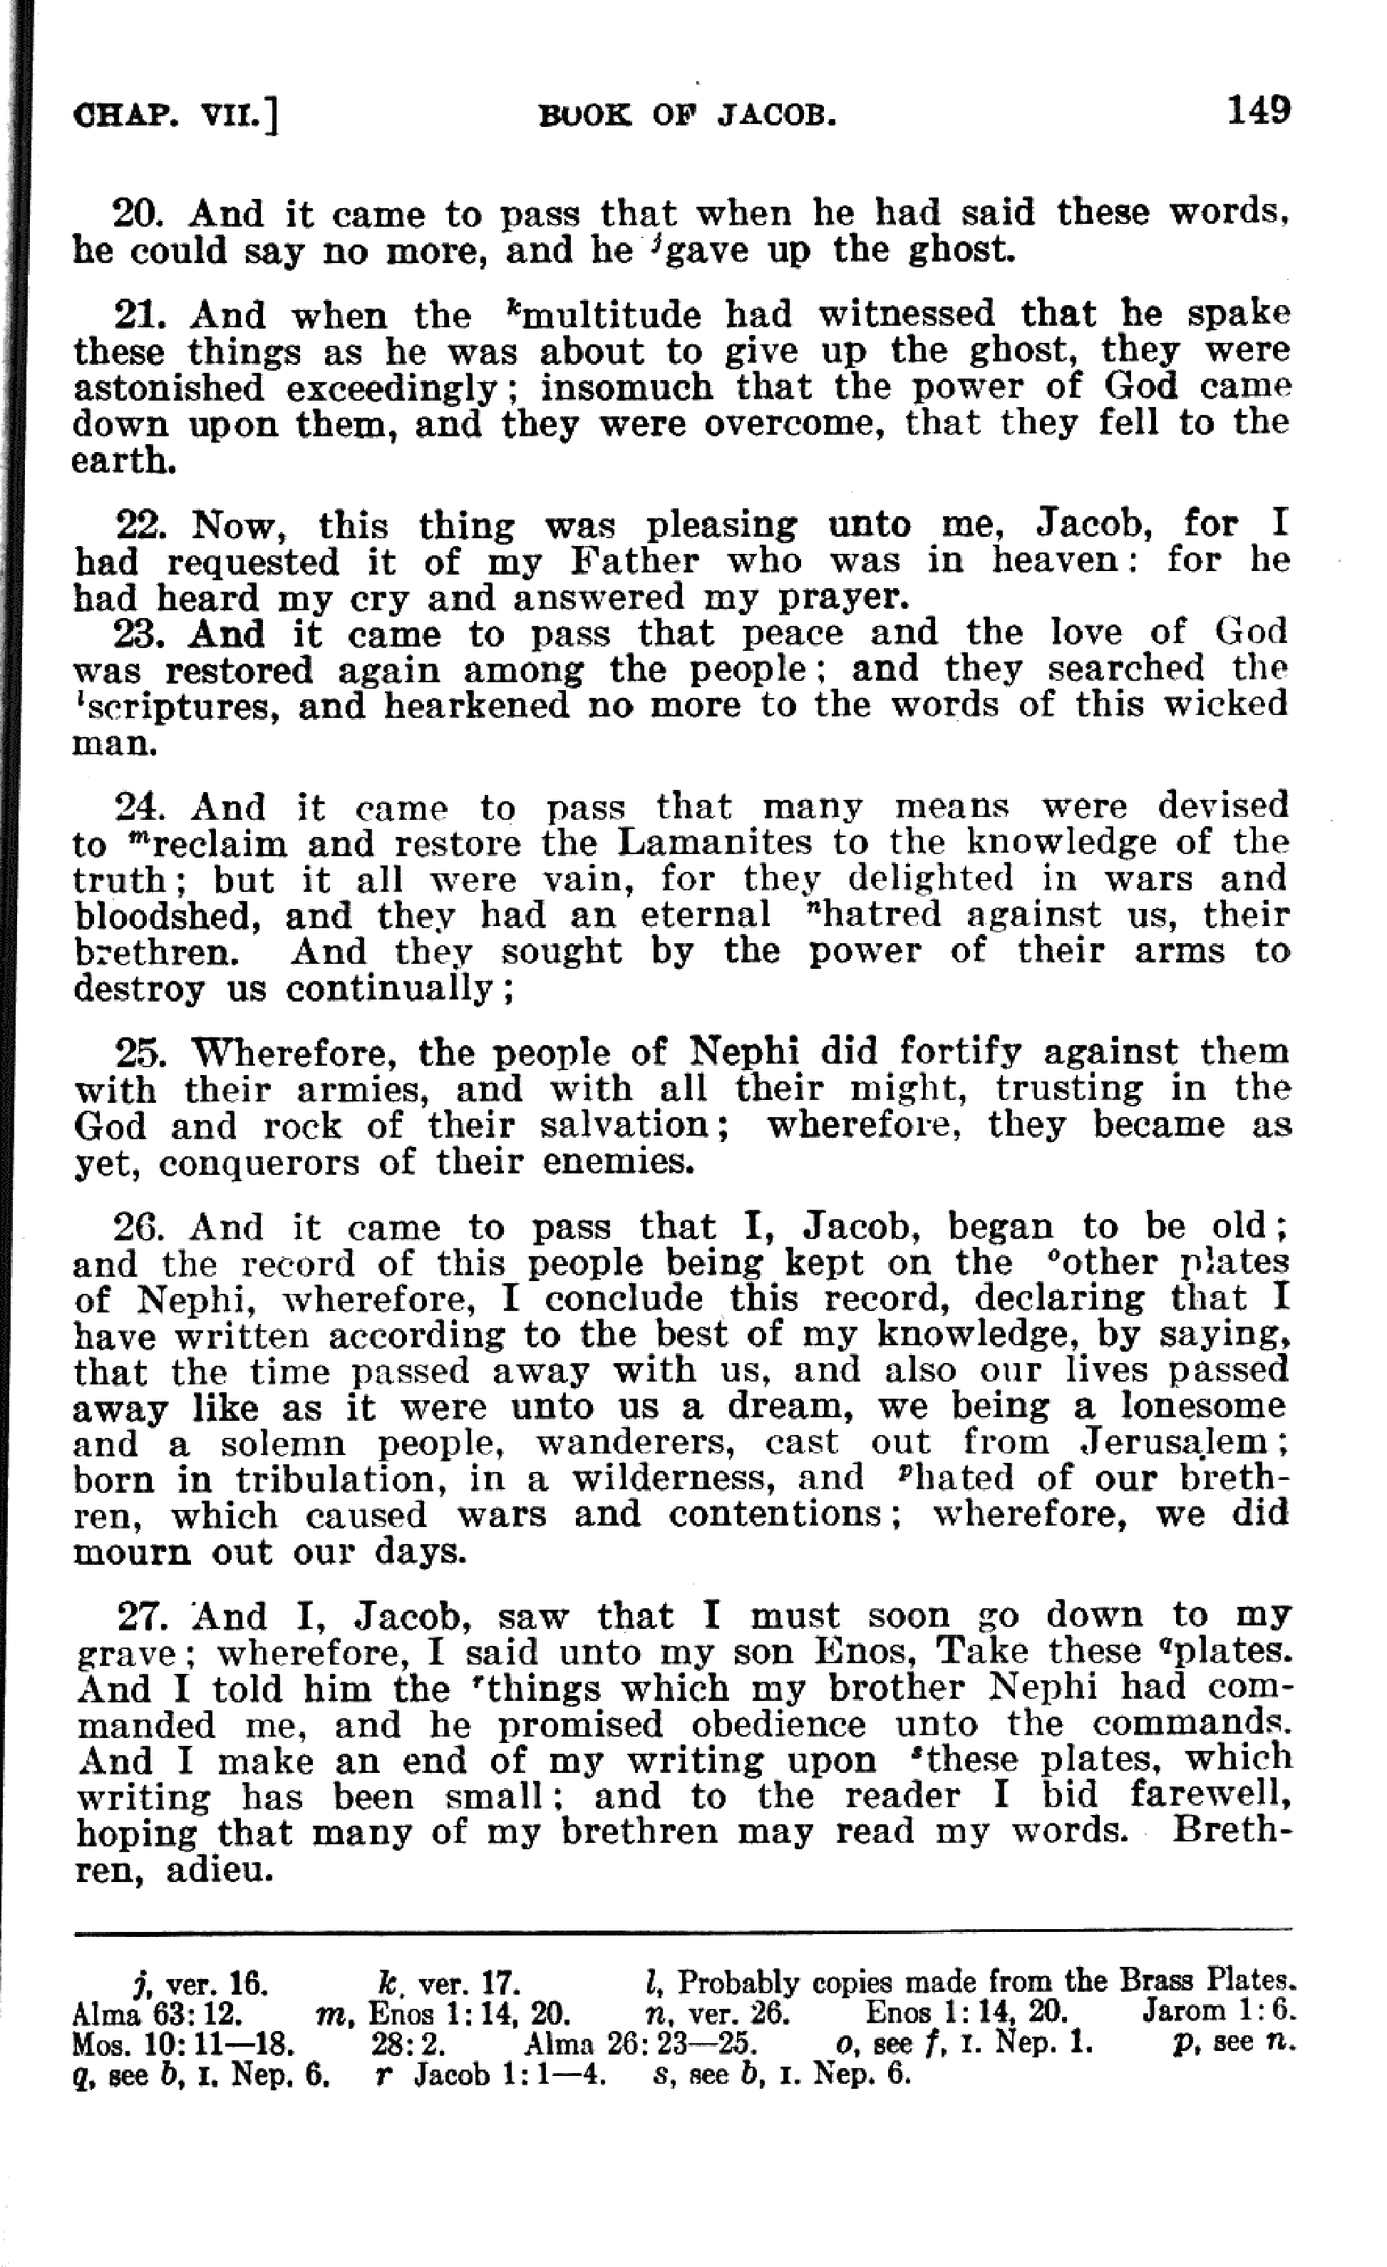 CHAP. VII.] BOOK OF JACOB. 149
20. And it came to pass that when he had said these words,
he could say no more, and he jgave up the ghost.
21. And when the kmultitude had witnessed that he spake
these things as he was about to give up the ghost, they were
astonished exceedingly; insomuch that the power of God came
down upon them, and they were overcome, that they fell to the
earth.
22. Now, this thing was pleasing unto me, Jacob, for I
had requested it of my Father who was in heaven: for he
had heard my cry and answered my prayer.
23. And it came to pass that peace and the love of God
was restored again among the people; and they searched the
lscriptures, and hearkened no more to the words of this wicked
man.
24. And it came to pass that many means were devised
to mreclaim and restore the Lamanites to the knowledge of the
truth; but it all were vain, for they delighted in wars and
bloodshed, and they had an eternal nhatred against us, their
brethren. And they sought by the power of their arms to
destroy us continually;
25. Wherefore, the people of Nephi did fortify against them
with their armies, and with all their might, trusting in the
God and rock of their salvation; wherefore, they became as
yet, conquerors of their enemies.
26. And it came to pass that I, Jacob, began to be old;
and the record of this people being kept on the oother plates
of Nephi, wherefore, I conclude this record, declaring that I
have written according to the best of my knowledge, by saying,
that the time passed away with us, and also our lives passed
away like as it were unto us a dream, we being a lonesome
and a solemn people, wanderers, cast out from Jerusalem;
born in tribulation, in a wilderness, and phated of our breth-
ren, which caused wars and contentions; wherefore, we did
mourn out our days.
27. And I, Jacob, saw that I must soon go down to my
grave; wherefore, I said unto my son Enos, Take these qplates.
And I told him the rthings which my brother Nephi had com-
manded me, and he promised obedience unto the commands.
And I make an end of my writing upon sthese plates, which
writing has been small; and to the reader I bid farewell,
hoping that many of my brethren may read my words. Breth-
ren, adieu.
j, ver. 16. k, ver. 17. l, Probably copies made from the Brass Plates.
Alma 63:12. m, Enos 1:14, 20. n, ver. 26. Enos 1:14, 20. Jarom 1:6.
Mos. 10:11—18. 28:2. Alma 26:23—25. o, see f, I. Nep. 1. p, see n.
q, see b, I. Nep. 6. r Jacob 1:1—4. s, see b, I. Nep. 6.